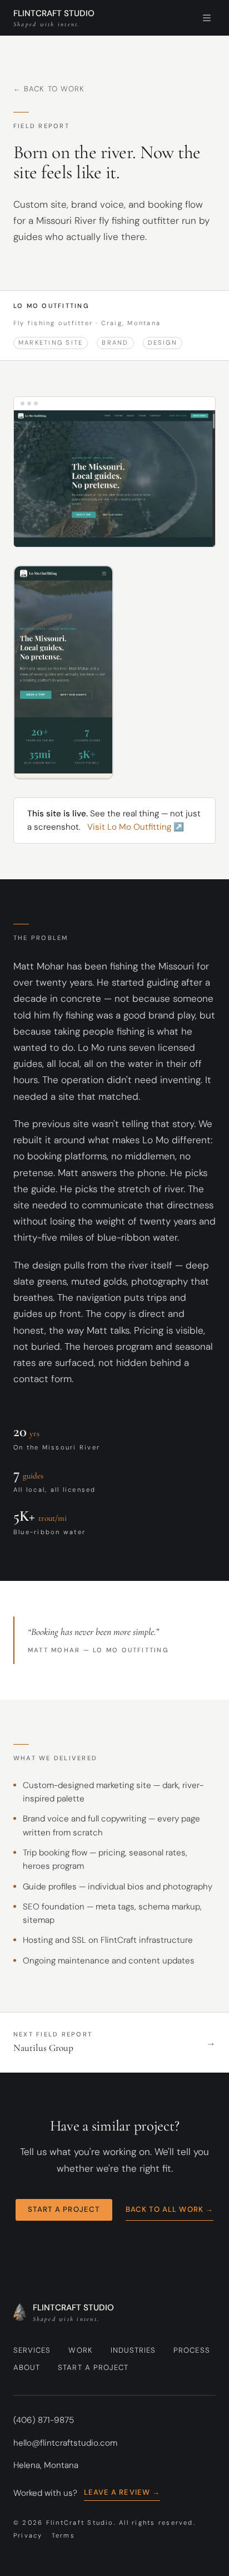 FLINTCRAFT STUDIO
Shaped with intent.
← BACK TO WORK
FIELD REPORT
Born on the river. Now the
site feels like it.
Custom site, brand voice, and booking flow
for a Missouri River fly fishing outfitter run by
guides who actually live there.
LO MO OUTFITTING
Fly fishing outfitter · Craig, Montana
MARKETING SITE BRAND DESIGN
Lo Mo Outfitting
The Missouri.
Local guides.
No pretense.
Lo Mo Outfitting
The Missouri.
Local guides.
No pretense.
20+ 7
35mi 5K+
This site is live. See the real thing — not just
a screenshot. Visit Lo Mo Outfitting ↗
THE PROBLEM
Matt Mohar has been fishing the Missouri for
over twenty years. He started guiding after a
decade in concrete — not because someone
told him fly fishing was a good brand play, but
because taking people fishing is what he
wanted to do. Lo Mo runs seven licensed
guides, all local, all on the water in their off
hours. The operation didn't need inventing. It
needed a site that matched.
The previous site wasn't telling that story. We
rebuilt it around what makes Lo Mo different:
no booking platforms, no middlemen, no
pretense. Matt answers the phone. He picks
the guide. He picks the stretch of river. The
site needed to communicate that directness
without losing the weight of twenty years and
thirty-five miles of blue-ribbon water.
The design pulls from the river itself — deep
slate greens, muted golds, photography that
breathes. The navigation puts trips and
guides up front. The copy is direct and
honest, the way Matt talks. Pricing is visible,
not buried. The three programs and seasonal
rates are surfaced, not hidden behind a
contact form.
20 yrs
On the Missouri River
7 guides
All local, all licensed
5K+ trout/mi
Blue-ribbon water
“Booking has never been more simple.”
MATT MOHAR — LO MO OUTFITTING
WHAT WE DELIVERED
Custom-designed marketing site — dark, river-
inspired palette
Brand voice and full copywriting — every page
written from scratch
Trip booking flow — pricing, seasonal rates,
heroes program
Guide profiles — individual bios and photography
SEO foundation — meta tags, schema markup,
sitemap
Hosting and SSL on FlintCraft infrastructure
Ongoing maintenance and content updates
NEXT FIELD REPORT
Nautilus Group →
Have a similar project?
Tell us what you're working on. We'll tell you
whether we're the right fit.
START A PROJECT BACK TO ALL WORK →
FLINTCRAFT STUDIO
Shaped with intent.
SERVICES WORK INDUSTRIES PROCESS
ABOUT START A PROJECT
(406) 871-9875
hello@flintcraftstudio.com
Helena, Montana
Worked with us? LEAVE A REVIEW →
© 2026 FlintCraft Studio. All rights reserved.
Privacy Terms